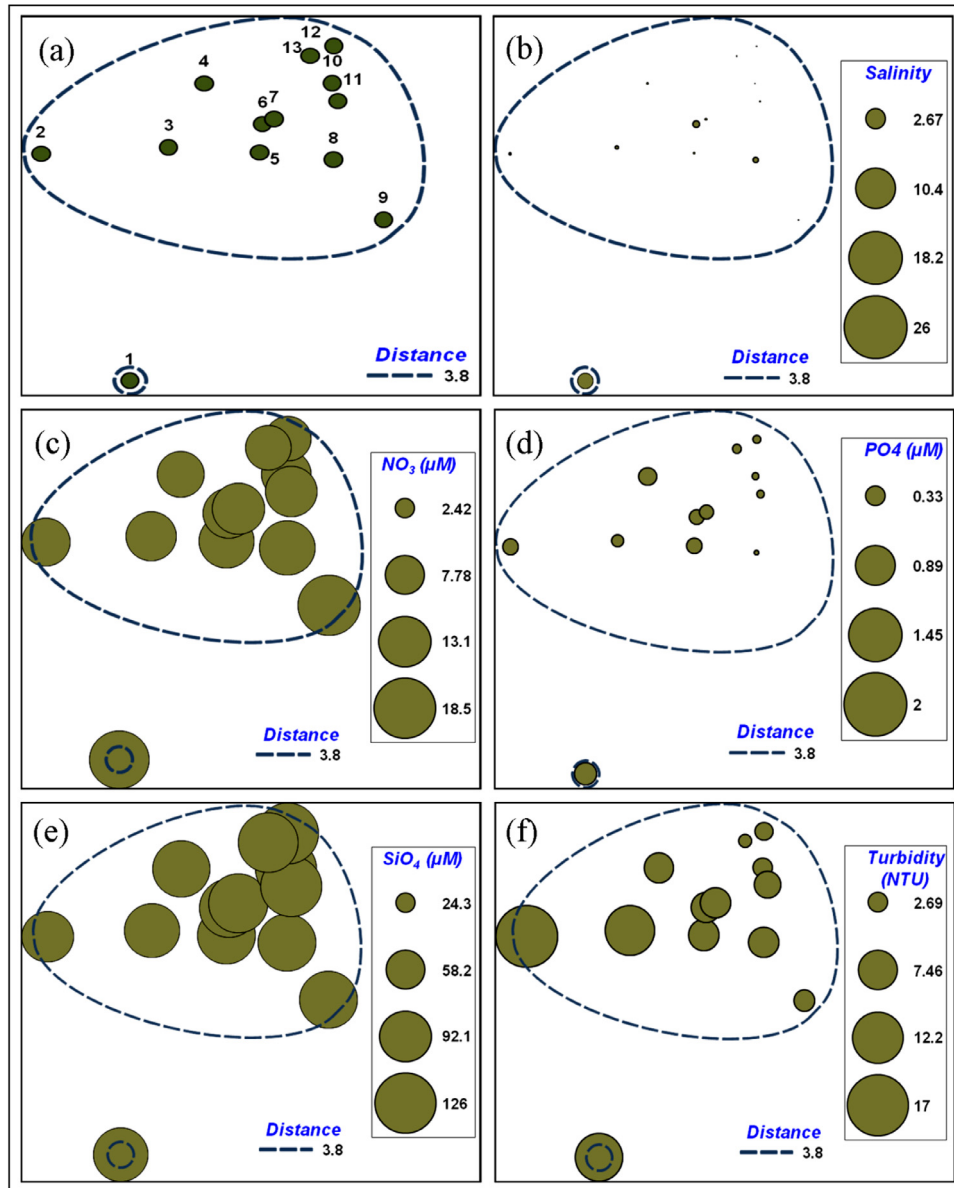 (a)
12
13
4
10
11
7
6
2
3
8
5
9
1
Distance
3.8
(b)
Salinity
2.67
10.4
18.2
26
Distance
3.8
(c)
NO₃ (µM)
2.42
7.78
13.1
18.5
Distance
3.8
(d)
PO4 (µM)
0.33
0.89
1.45
2
Distance
3.8
(e)
SiO₄ (µM)
24.3
58.2
92.1
126
Distance
3.8
(f)
Turbidity
(NTU)
2.69
7.46
12.2
17
Distance
3.8